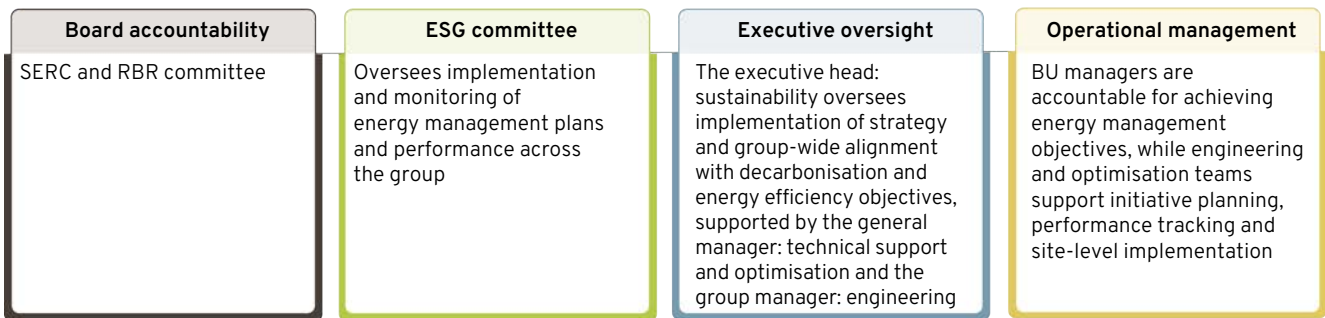 Board accountability
SERC and RBR committee
ESG committee
Oversees implementation
and monitoring of
energy management plans
and performance across
the group
Executive oversight
The executive head:
sustainability oversees
implementation of strategy
and group-wide alignment
with decarbonisation and
energy efficiency objectives,
supported by the general
manager: technical support
and optimisation and the
group manager: engineering
Operational management
BU managers are
accountable for achieving
energy management
objectives, while engineering
and optimisation teams
support initiative planning,
performance tracking and
site-level implementation